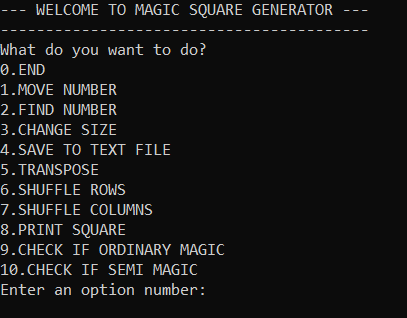 --- WELCOME TO MAGIC SQUARE GENERATOR ---
-----------------------------------------
What do you want to do?
0.END
1.MOVE NUMBER
2.FIND NUMBER
3.CHANGE SIZE
4.SAVE TO TEXT FILE
5.TRANSPOSE
6.SHUFFLE ROWS
7.SHUFFLE COLUMNS
8.PRINT SQUARE
9.CHECK IF ORDINARY MAGIC
10.CHECK IF SEMI MAGIC
Enter an option number: